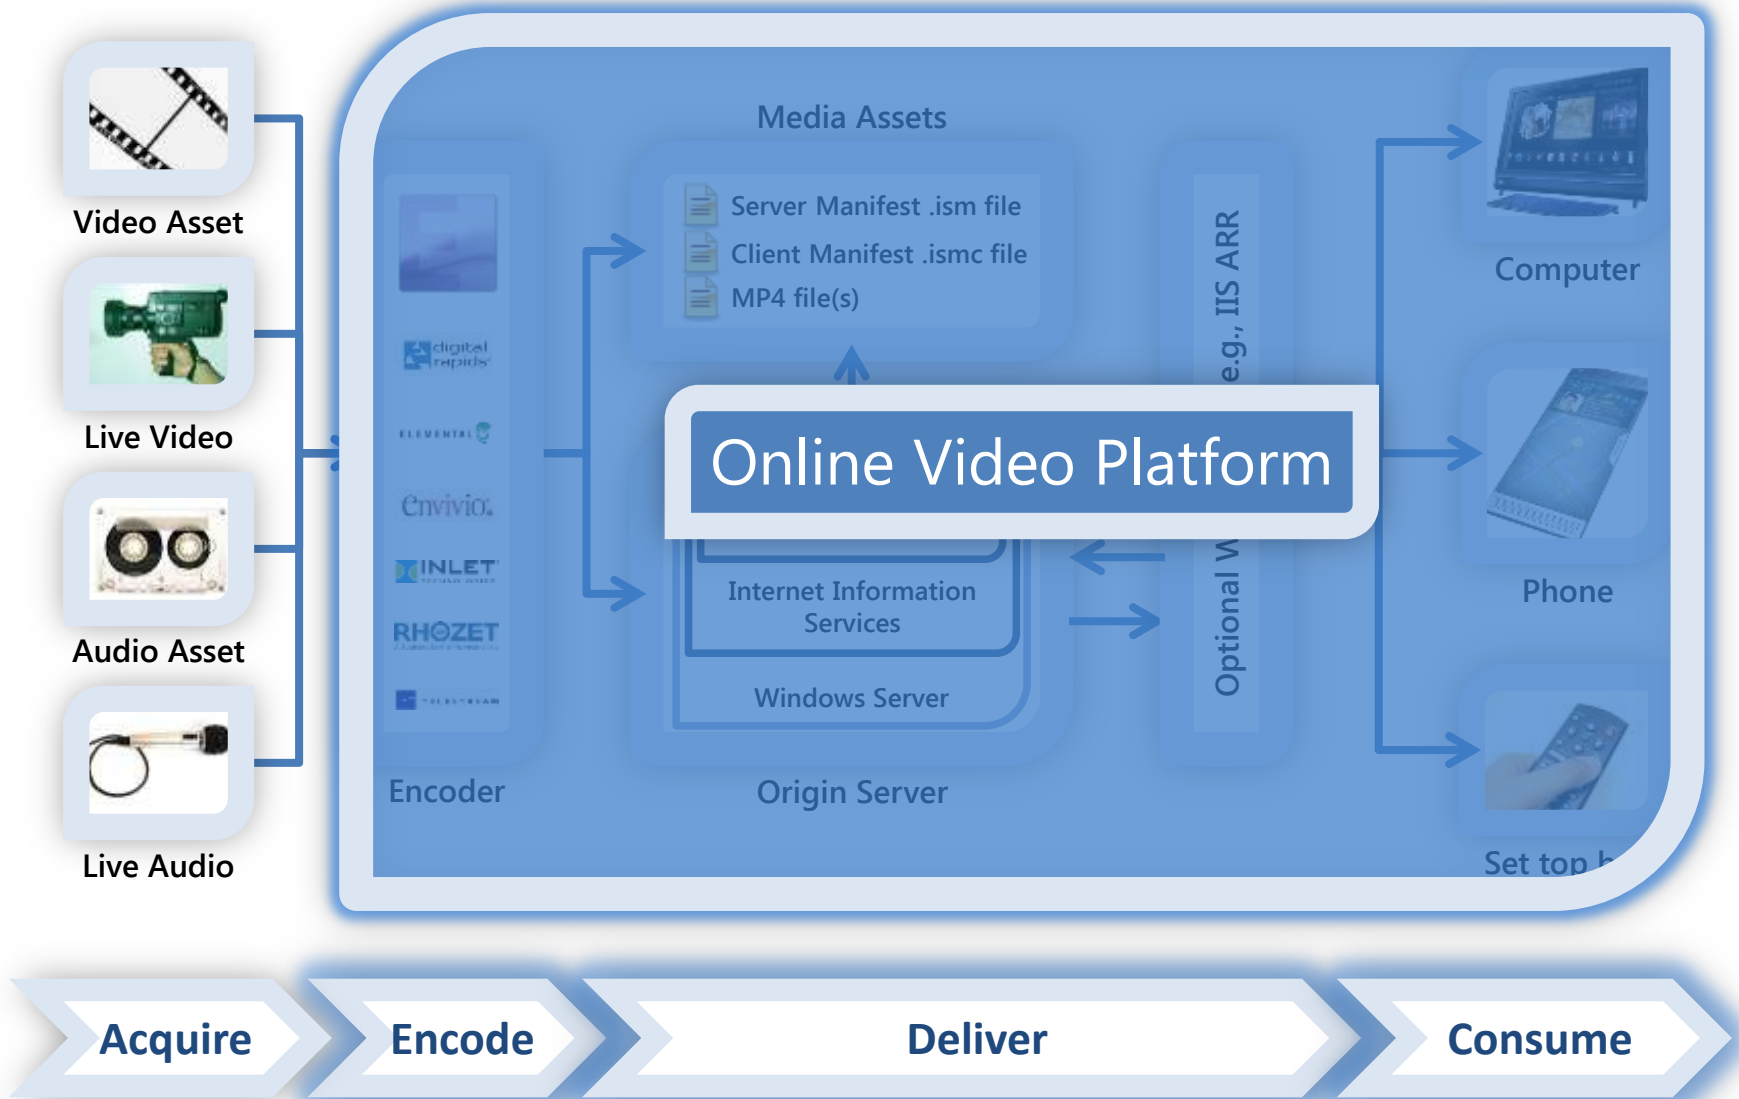 Video Asset
Live Video
Audio Asset
Live Audio
digital
rapids
ELEMENTAL
envivio.
INLET
RHOZET
Encoder
Media Assets
Server Manifest .ism file
Client Manifest .ismc file
MP4 file(s)
Online Video Platform
Internet Information
Services
Windows Server
Origin Server
Optional W
e.g., IIS ARR
Computer
Phone
Set top
Acquire
Encode
Deliver
Consume